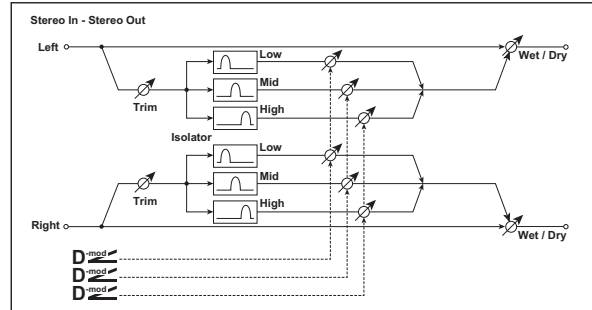 Stereo In - Stereo Out
Left
Low
Wet / Dry
Mid
Trim
High
Isolator
Low
Mid
Trim
High
Right
Wet / Dry
D-mod
D-mod
D-mod